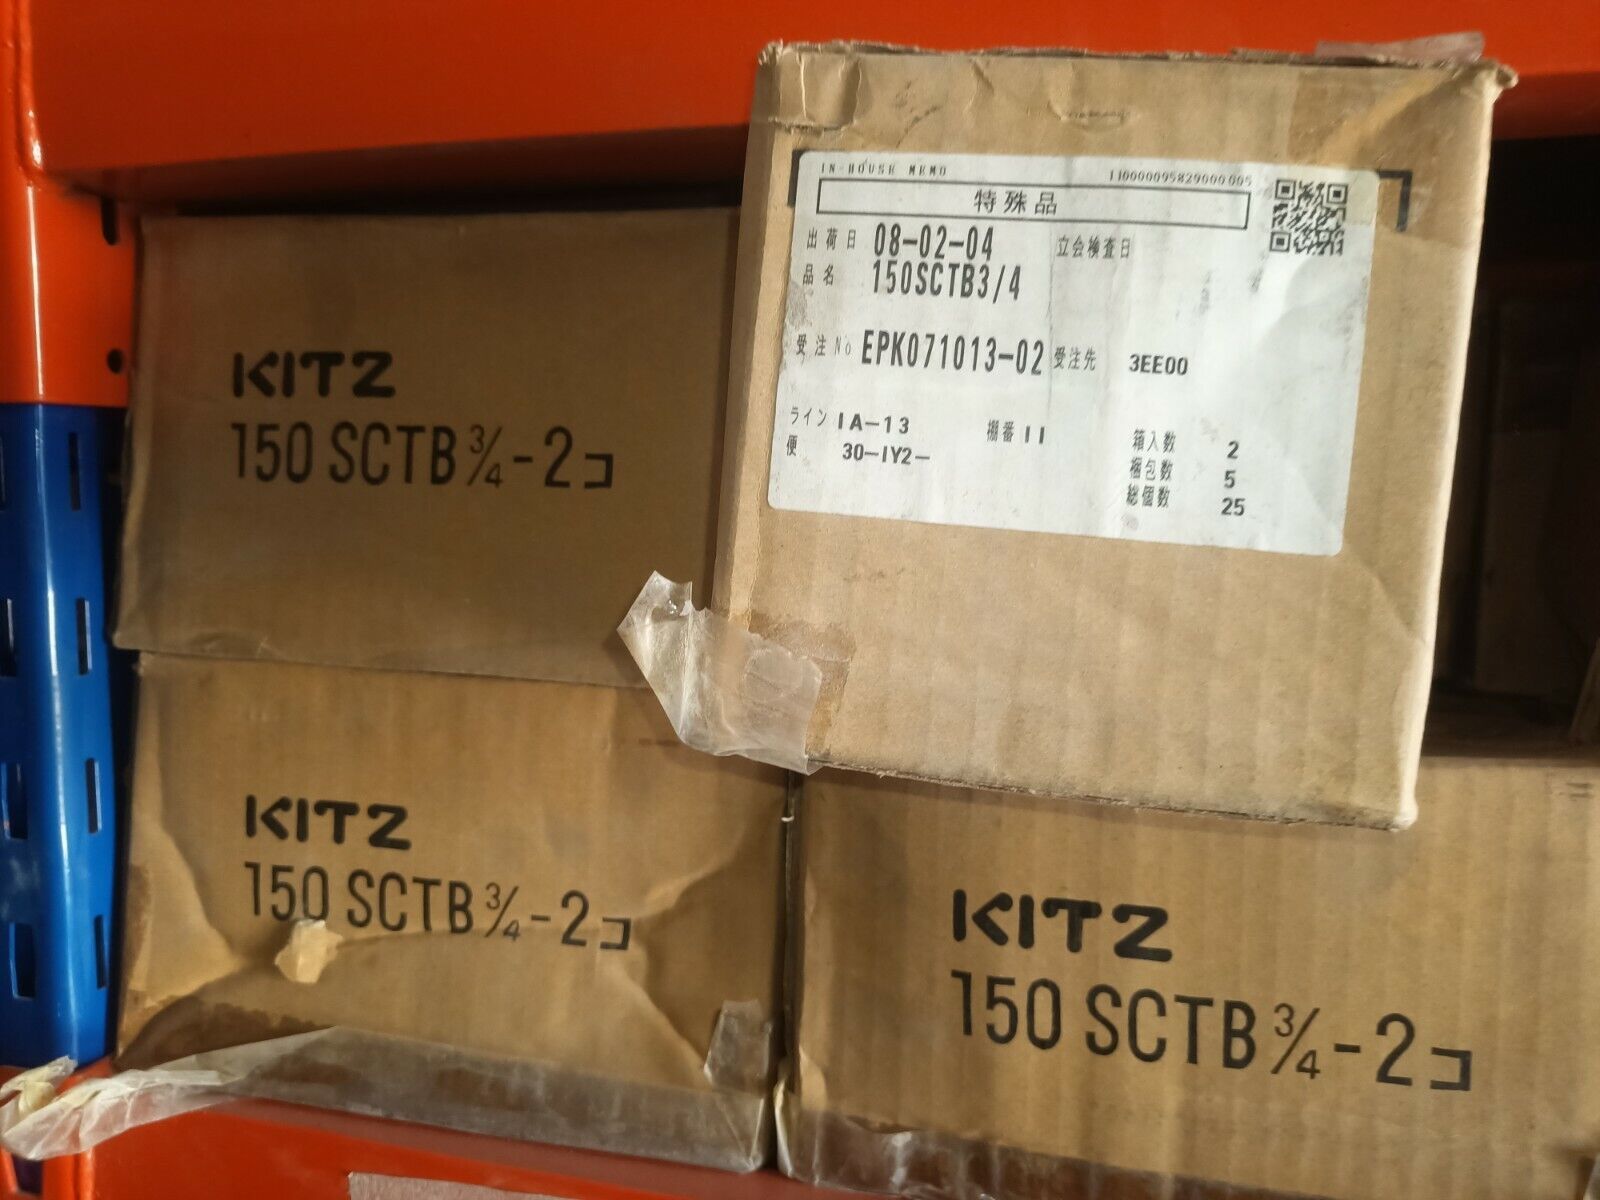 KITZ
150 SCTB 3/4-2コ
KITZ
150 SCTB 3/4-2コ
IN-HOUSE MEMO 11000009582900005
特殊品
出荷日 08-02-04 立会検査日
品名 150SCTB3/4
受注No EPK071013-02 受注先 3EE00
ライン IA-13 棚番 11 箱入数 2
便 30-IY2- 梱包数 5
総個数 25
KITZ
150 SCTB 3/4-2コ